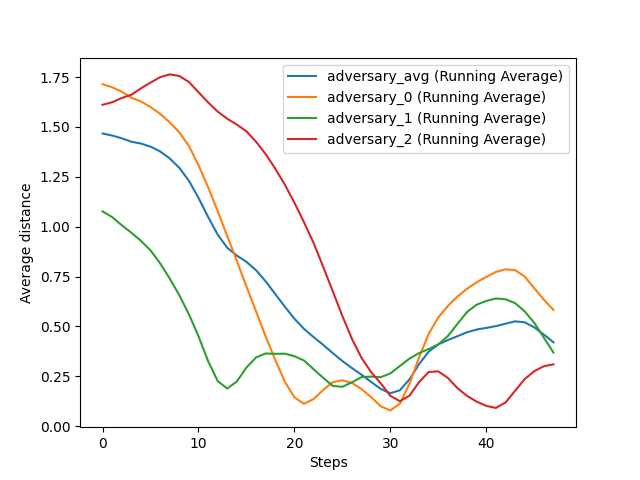 adversary_avg (Running Average)
adversary_0 (Running Average)
adversary_1 (Running Average)
adversary_2 (Running Average)
Average distance
1.75
1.50
1.25
1.00
0.75
0.50
0.25
0.00
0
10
20
30
40
Steps